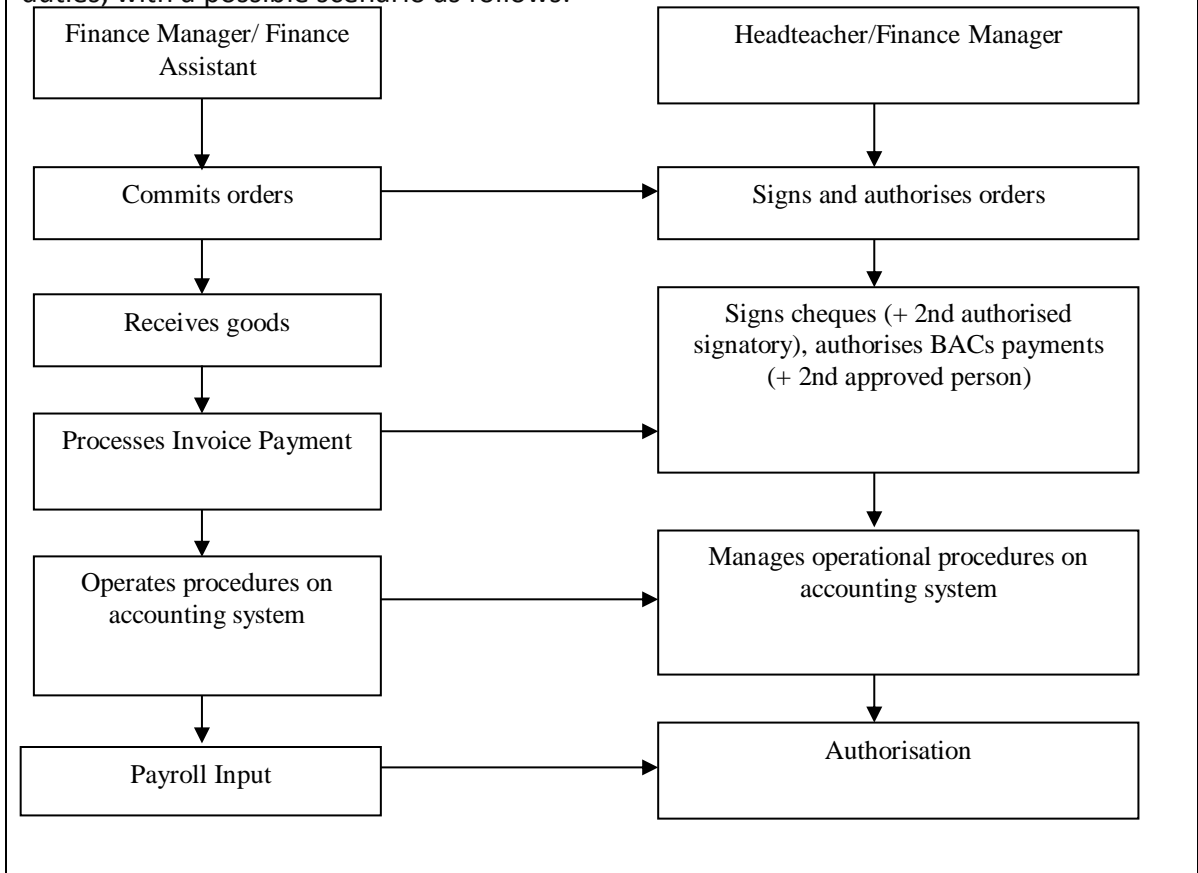 duties, with a possible scenario as follows:
Finance Manager/ Finance
Assistant
Headteacher/Finance Manager
Commits orders
Signs and authorises orders
Receives goods
Signs cheques (+ 2nd authorised
signatory), authorises BACs payments
(+ 2nd approved person)
Processes Invoice Payment
Operates procedures on
accounting system
Manages operational procedures on
accounting system
Payroll Input
Authorisation